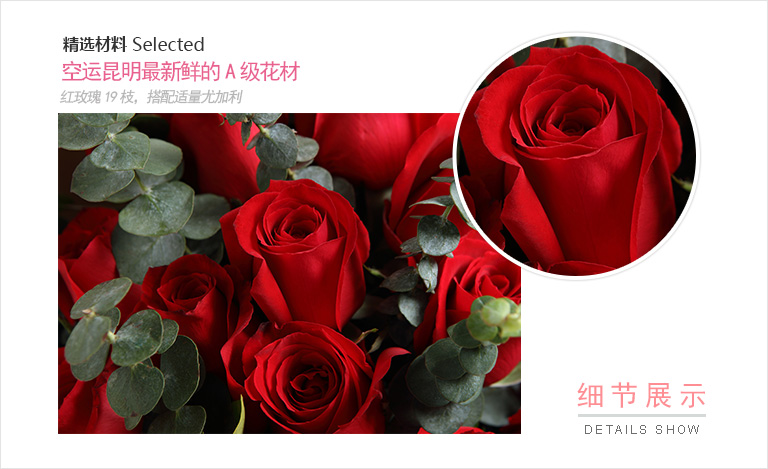 精选材料 Selected
空运昆明最新鲜的 A 级花材
红玫瑰 19 枝，搭配适量尤加利
细节展示
DETAILS SHOW